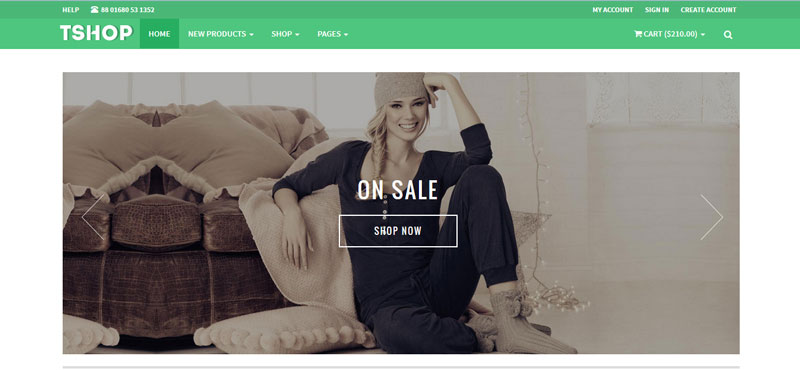 HELP 88 01680 53 1352 MY ACCOUNT SIGN IN CREATE ACCOUNT
TSHOP HOME NEW PRODUCTS SHOP PAGES CART ($210.00)
ON SALE
SHOP NOW